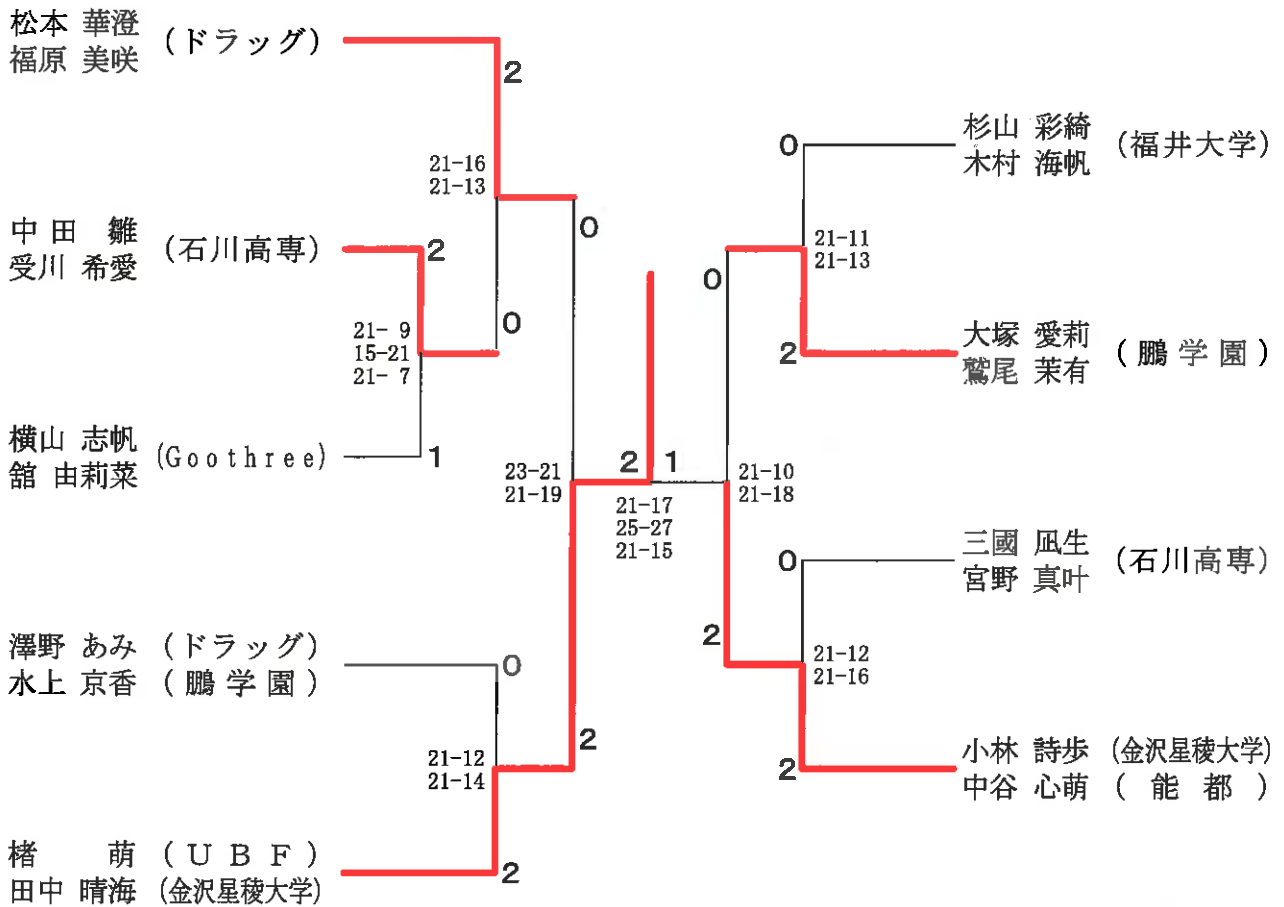 松本 華澄 (ドラッグ)
福原 美咲
2
21-16
21-13
0
中田 雛 (石川高専)
受川 希愛
2
21- 9
15-21
21- 7
0
横山 志帆 (Goothree)
舘 由莉菜
1
23-21
21-19
2 1
21-17
25-27
21-15
澤野 あみ (ドラッグ)
水上 京香 (鵬学園)
0
21-12
21-14
2
楮 萌 (UBF)
田中 晴海 (金沢星稜大学)
2
0
杉山 彩綺 (福井大学)
木村 海帆
21-11
21-13
0
大塚 愛莉 (鵬学園)
鷲尾 茉有
2
21-10
21-18
0
三國 凪生 (石川高専)
宮野 真叶
2
21-12
21-16
小林 詩歩 (金沢星稜大学)
中谷 心萌 (能都)
2